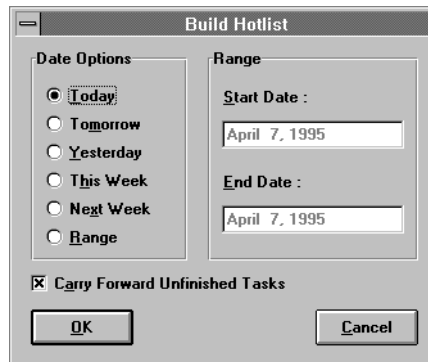 Build Hotlist
Date Options
Today
Tomorrow
Yesterday
This Week
Next Week
Range
Range
Start Date :
April 7, 1995
End Date :
April 7, 1995
Carry Forward Unfinished Tasks
OK
Cancel